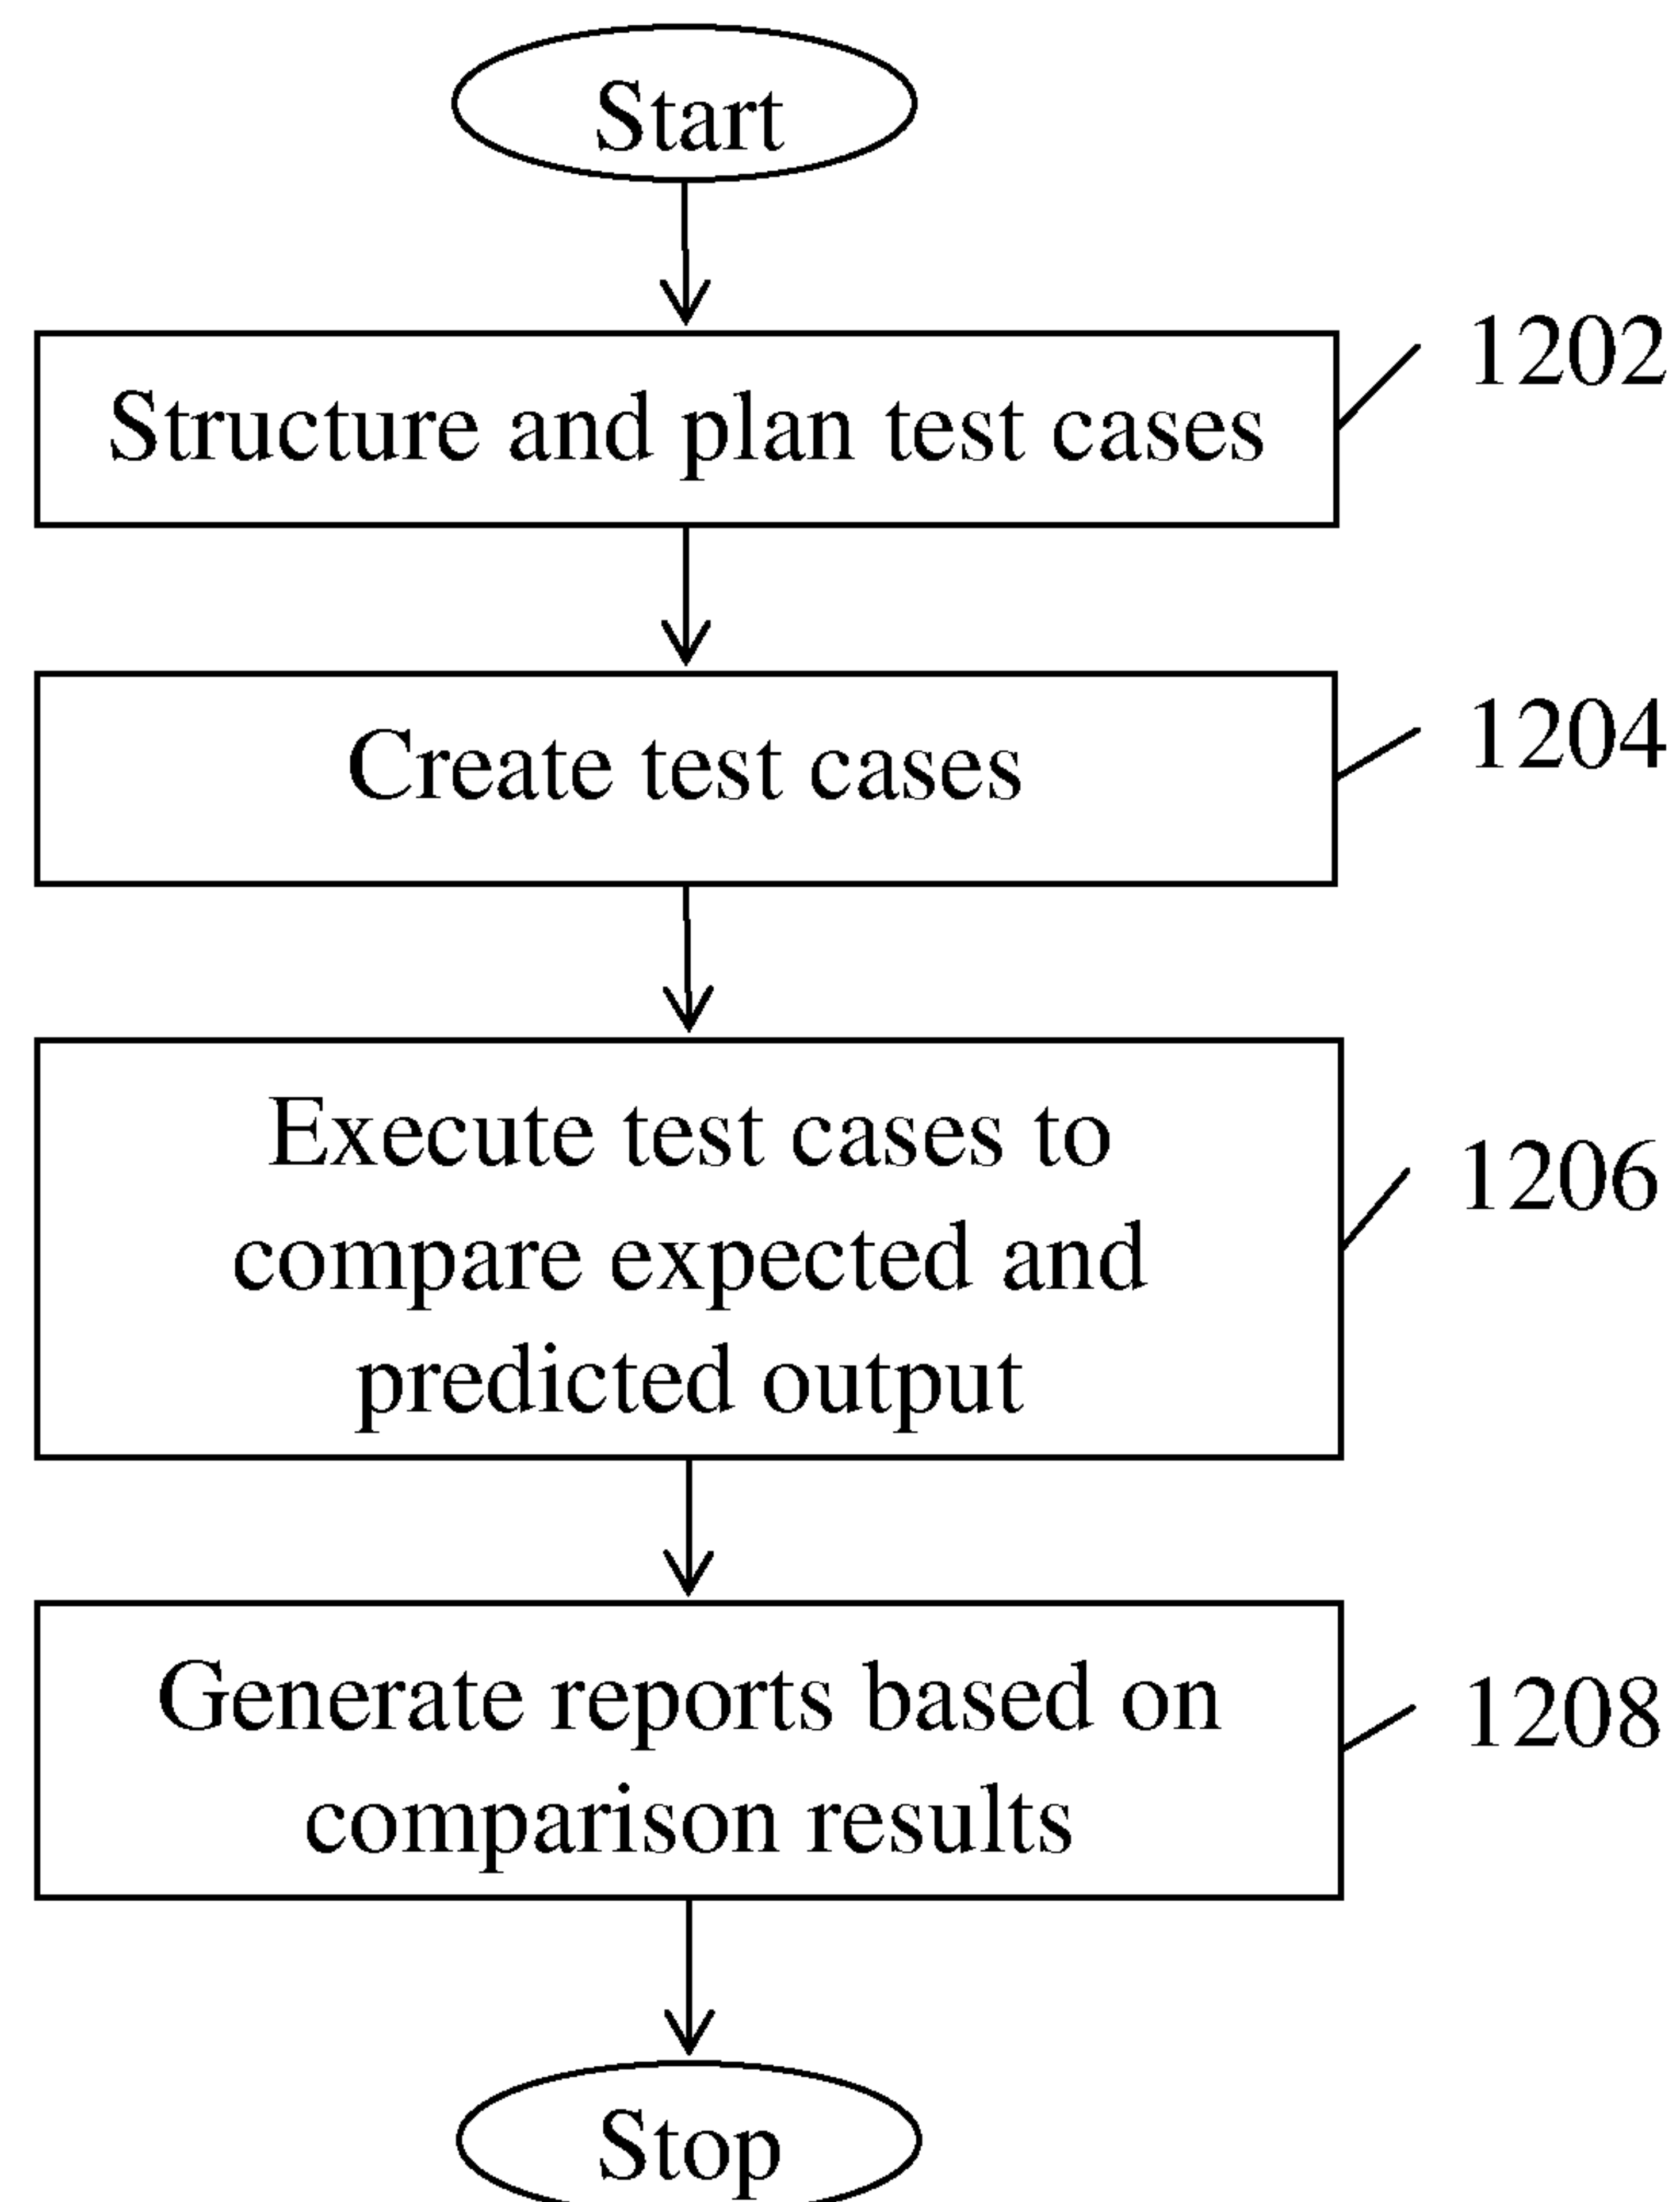 Start
1202
Structure and plan test cases
1204
Create test cases
1206
Execute test cases to
compare expected and
predicted output
1208
Generate reports based on
comparison results
Stop